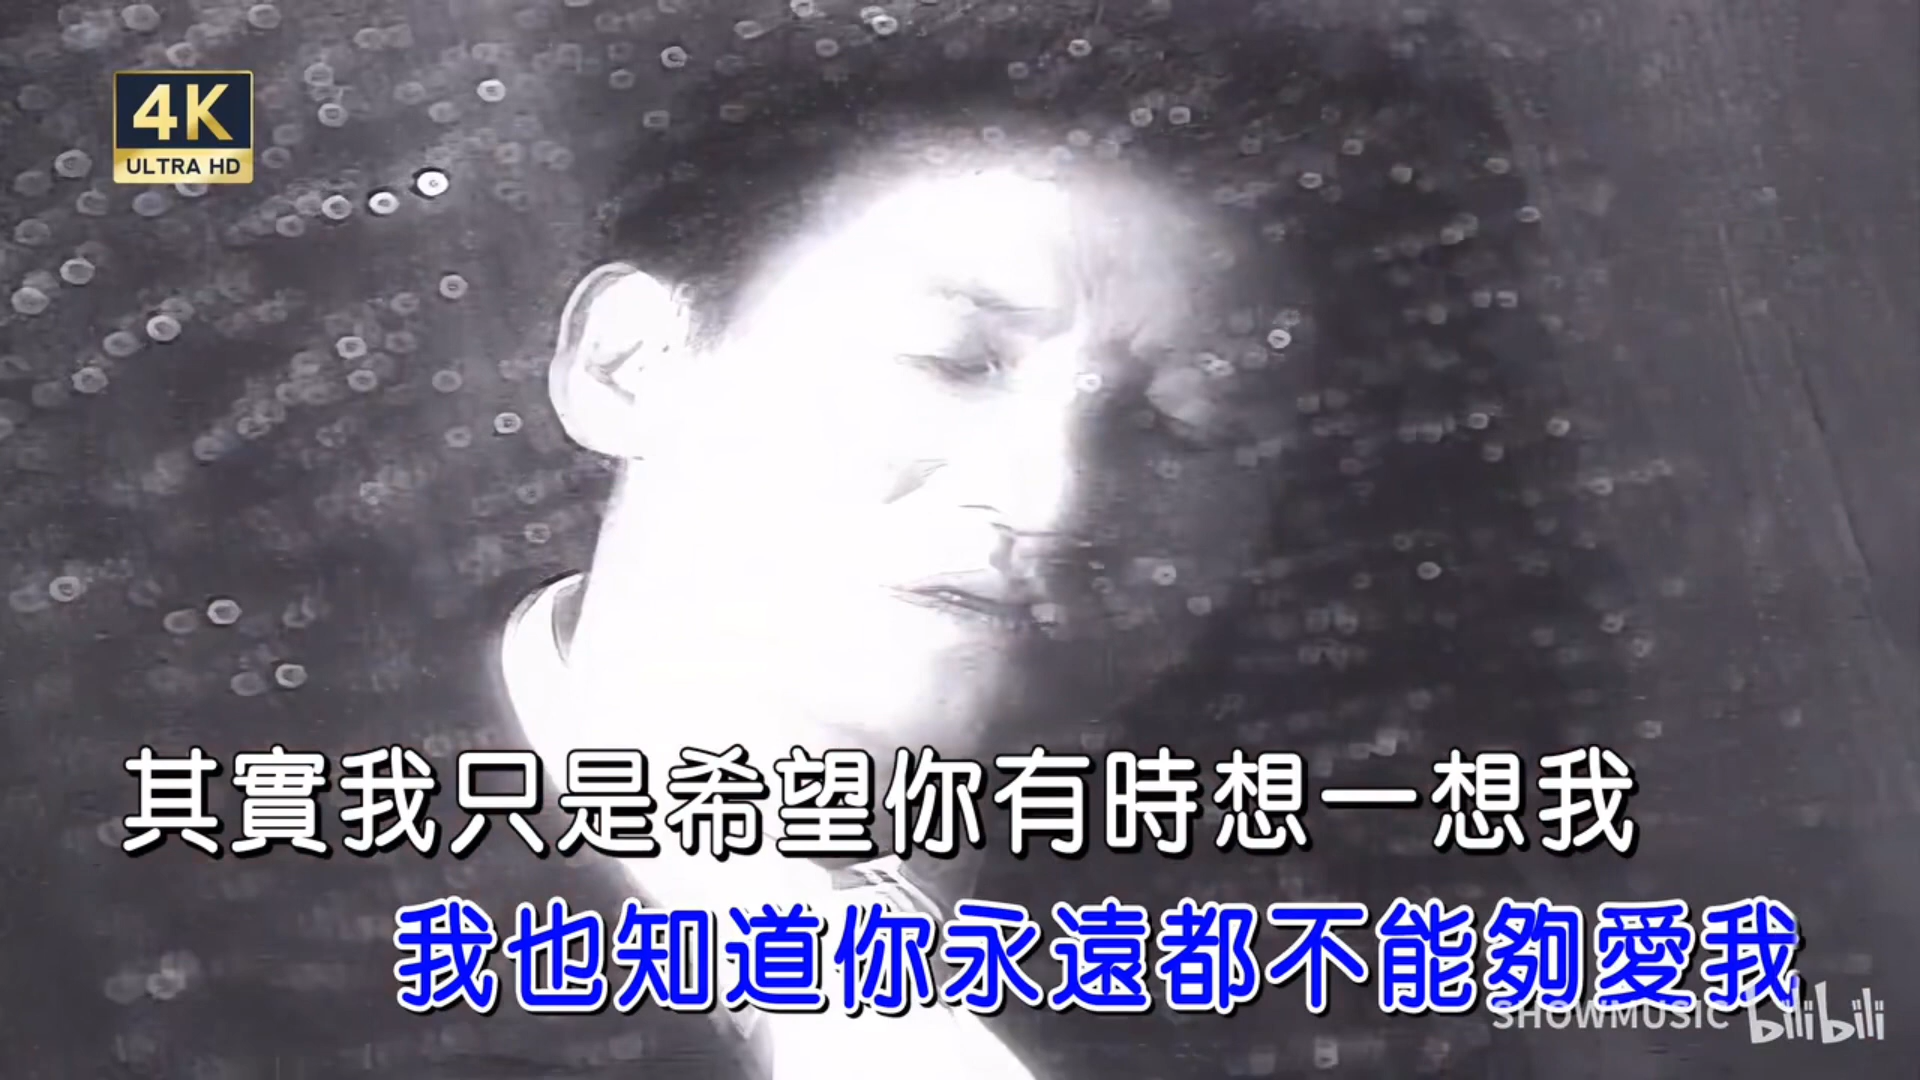 4K
ULTRA HD
其實我只是希望你有時想一想我
我也知道你永遠都不能夠愛我
SHOWMUSIC bilibili